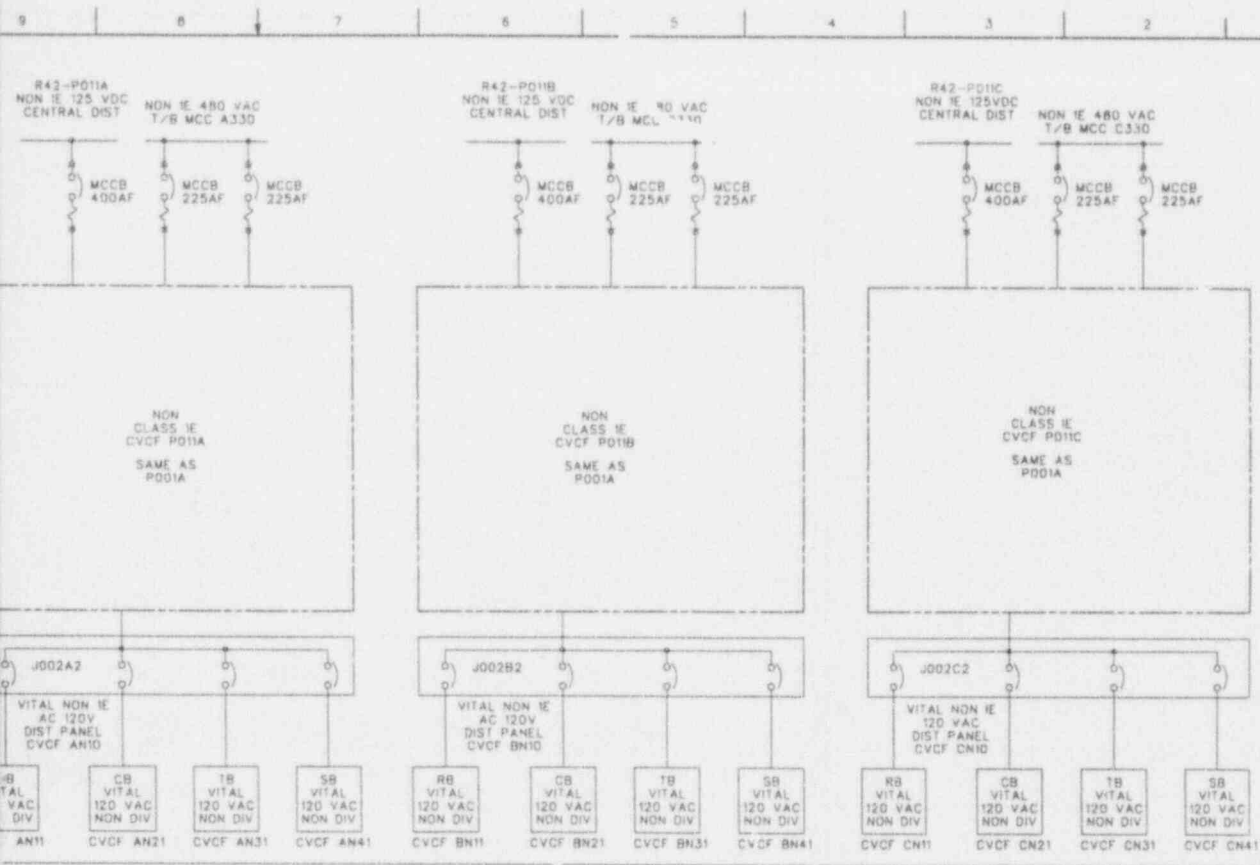 9 8 7 6 5 4 3 2
R42-P011A
NON 1E 125 VDC
CENTRAL DIST
NON 1E 480 VAC
T/B MCC A330
MCCB
400AF
MCCB
225AF
MCCB
225AF
NON
CLASS 1E
CVCF P011A
SAME AS
P001A
J002A2
VITAL NON 1E
AC 120V
DIST PANEL
CVCF AN10
VAC
DIV
AN11
CB
VITAL
120 VAC
NON DIV
CVCF AN21
TB
VITAL
120 VAC
NON DIV
CVCF AN31
SB
VITAL
120 VAC
NON DIV
CVCF AN41
R42-P011B
NON 1E 125 VDC
CENTRAL DIST
NON 1E 80 VAC
T/B
MCCB
400AF
MCCB
225AF
MCCB
225AF
NON
CLASS 1E
CVCF P011B
SAME AS
P001A
J002B2
VITAL NON 1E
AC 120V
DIST PANEL
CVCF BN10
RB
VITAL
120 VAC
NON DIV
CVCF BN11
CB
VITAL
120 VAC
NON DIV
CVCF BN21
TB
VITAL
120 VAC
NON DIV
CVCF BN31
SB
VITAL
120 VAC
NON DIV
CVCF BN41
R42-P011C
NON 1E 125VDC
CENTRAL DIST
NON 1E 480 VAC
T/B MCC C330
MCCB
400AF
MCCB
225AF
MCCB
225AF
NON
CLASS 1E
CVCF P011C
SAME AS
P001A
J002C2
VITAL NON 1E
120 VAC
DIST PANEL
CVCF CN10
RB
VITAL
120 VAC
NON DIV
CVCF CN11
CB
VITAL
120 VAC
NON DIV
CVCF CN21
TB
VITAL
120 VAC
NON DIV
CVCF CN31
SB
VITAL
120 VAC
NON DIV
CVCF